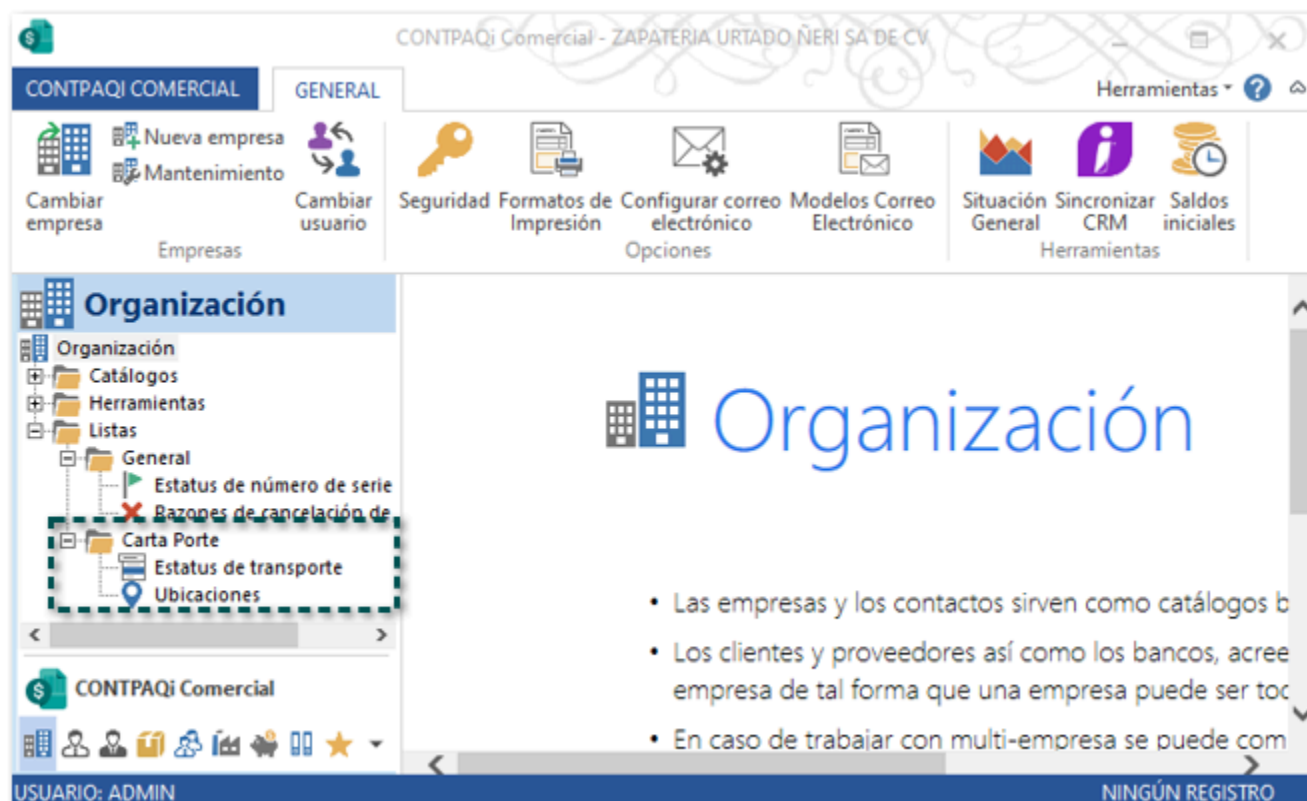 CONTPAQi Comercial - ZAPATERIA URTADO ÑERI SA DE CV
CONTPAQI COMERCIAL
GENERAL
Herramientas
Nueva empresa
Mantenimiento
Cambiar empresa
Cambiar usuario
Empresas
Seguridad
Formatos de Impresión
Configurar correo electrónico
Modelos Correo Electrónico
Opciones
Situación General
Sincronizar CRM
Saldos iniciales
Herramientas
Organización
Organización
Catálogos
Herramientas
Listas
General
Estatus de número de serie
Razones de cancelación de
Carta Porte
Estatus de transporte
Ubicaciones
CONTPAQi Comercial
Organización
• Las empresas y los contactos sirven como catálogos b
• Los clientes y proveedores así como los bancos, acree
empresa de tal forma que una empresa puede ser toc
• En caso de trabajar con multi-empresa se puede com
USUARIO: ADMIN
NINGÚN REGISTRO